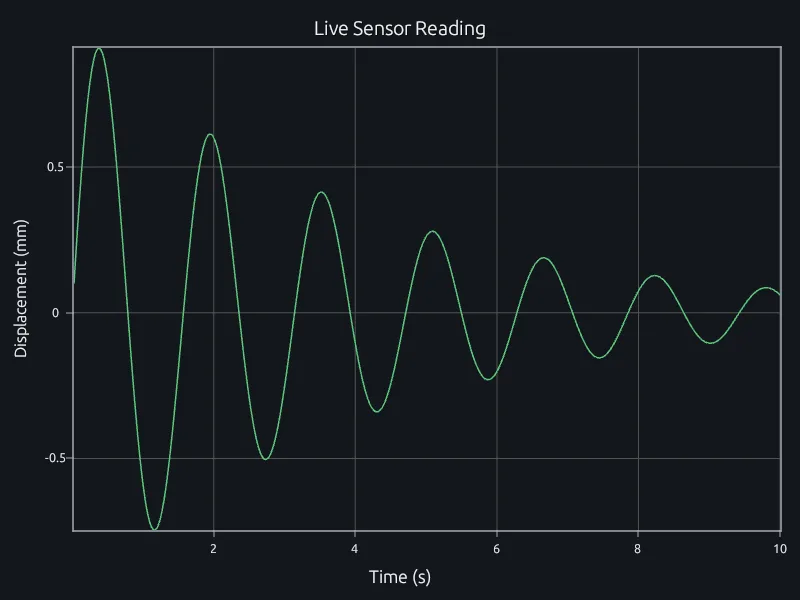 Live Sensor Reading
Displacement (mm)
0.5
0
-0.5
2 4 6 8 10
Time (s)